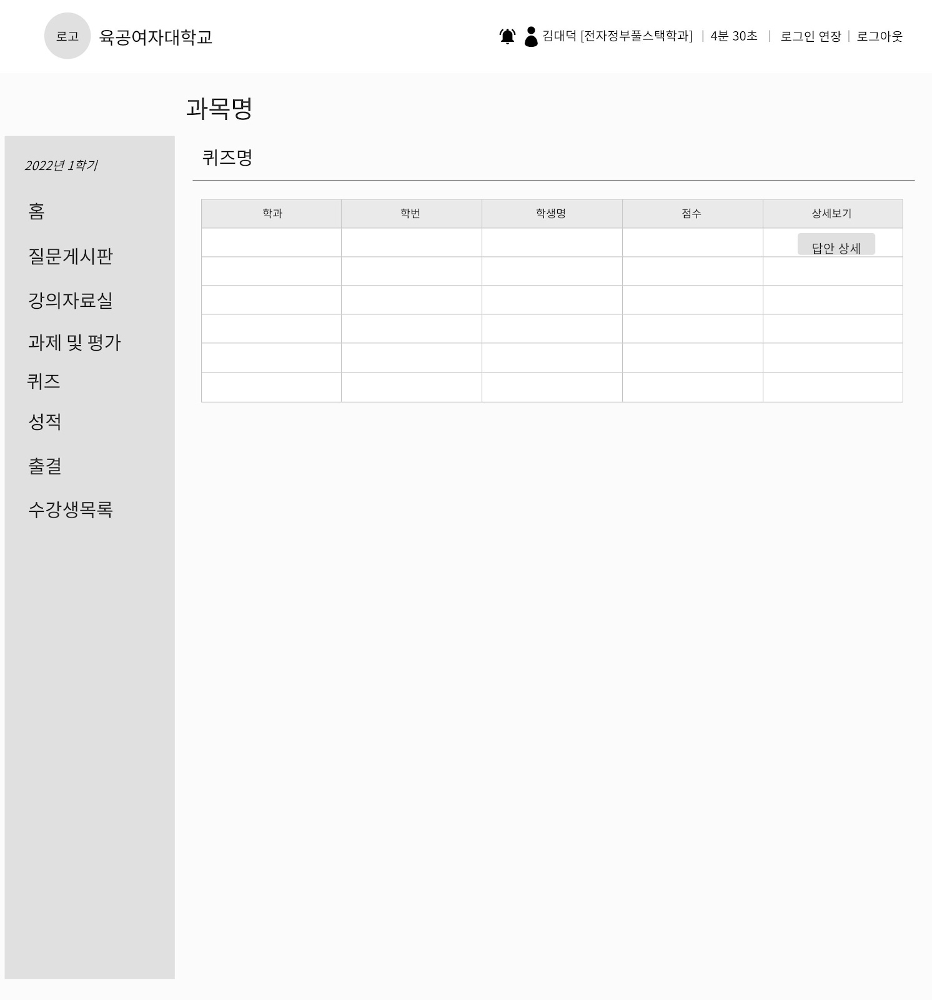 로고 육공여자대학교
김대덕 [전자정부풀스택학과] | 4분 30초 | 로그인 연장 | 로그아웃
과목명
2022년 1학기
홈
질문게시판
강의자료실
과제 및 평가
퀴즈
성적
출결
수강생목록
퀴즈명
학과 학번 학생명 점수 상세보기
답안 상세